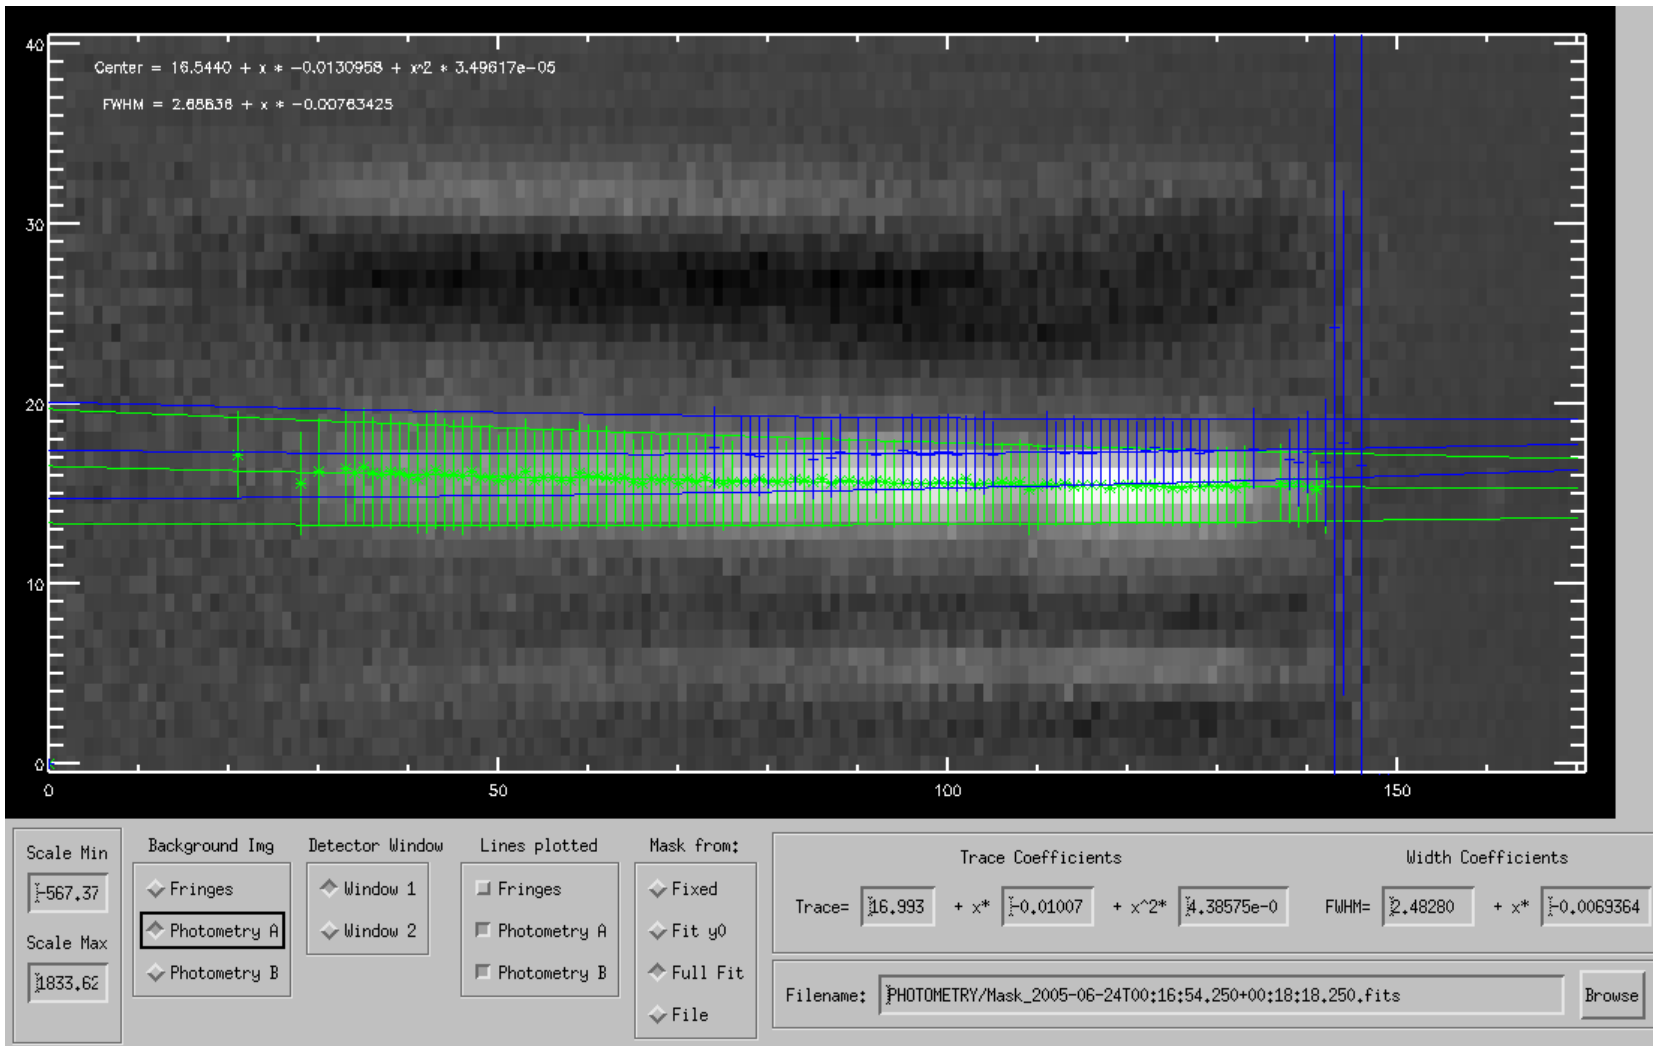 40
Center = 16.5440 + x * -0.0130958 + x^2 * 3.49617e-05
FWHM = 2.68636 + x * -0.00763425
30
20
10
0
0 50 100 150
Scale Min
-567.37
Scale Max
1833.62
Background Img
Fringes
Photometry A
Photometry B
Detector Window
Window 1
Window 2
Lines plotted
Fringes
Photometry A
Photometry B
Mask from:
Fixed
Fit y0
Full Fit
File
Trace Coefficients
Trace= 16.993 + x* -0.01007 + x^2* 4.38575e-0
Width Coefficients
FWHM= 2.48280 + x* -0.0069364
Filename: PHOTOMETRY/Mask_2005-06-24T00:16:54.250+00:18:18.250.fits
Browse